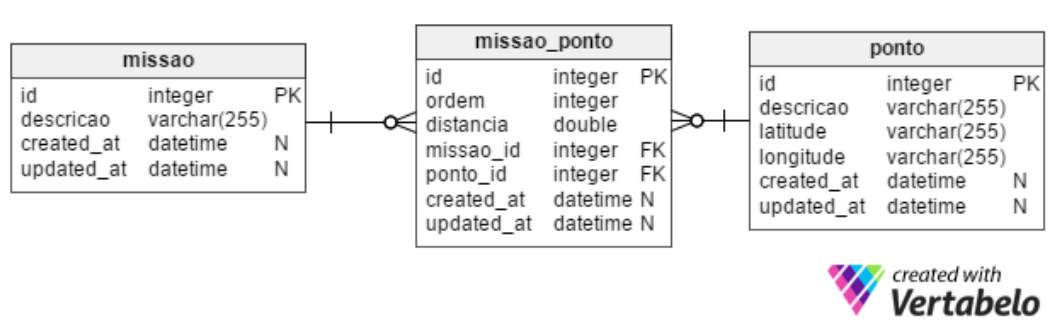 missao
id integer PK
descricao varchar(255)
created_at datetime N
updated_at datetime N
missao_ponto
id integer PK
ordem integer
distancia double
missao_id integer FK
ponto_id integer FK
created_at datetime N
updated_at datetime N
ponto
id integer PK
descricao varchar(255)
latitude varchar(255)
longitude varchar(255)
created_at datetime N
updated_at datetime N
created with
Vertabelo